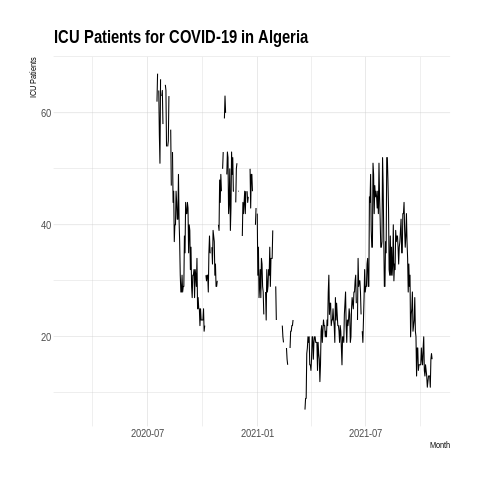 ICU Patients for COVID-19 in Algeria
ICU Patients
60
40
20
2020-07
2021-01
2021-07
Month